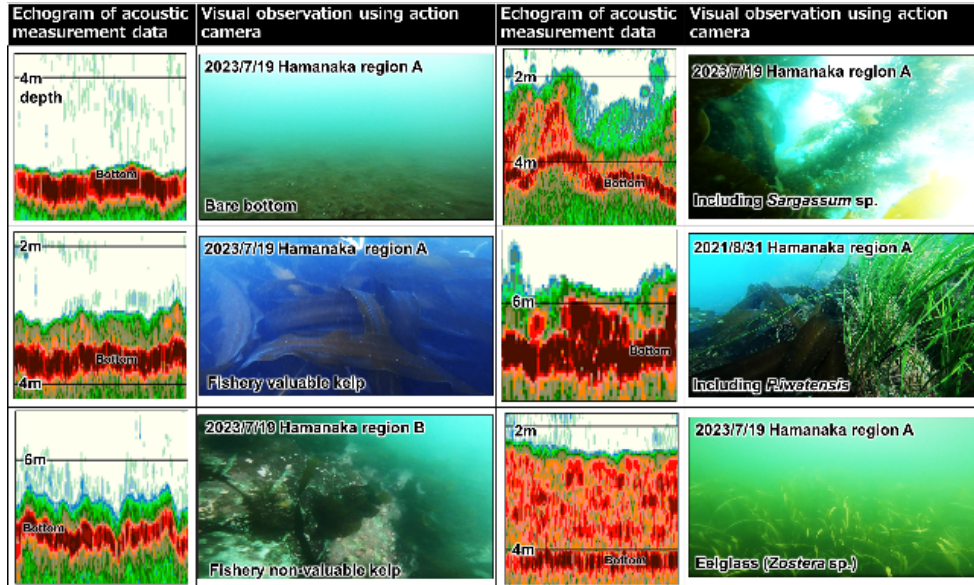 Echogram of acoustic
measurement data
Visual observation using action
camera
Echogram of acoustic
measurement data
Visual observation using action
camera
4m
depth
Bottom
2023/7/19 Hamanaka region A
Bare bottom
2m
4m
Bottom
2023/7/19 Hamanaka region A
Including Sargassum sp.
2m
Bottom
4m
2023/7/19 Hamanaka region A
Fishery valuable kelp
6m
Bottom
2021/8/31 Hamanaka region A
Including P.iwatensis
6m
Bottom
2023/7/19 Hamanaka region B
Fishery non-valuable kelp
2m
4m
Bottom
2023/7/19 Hamanaka region A
Eelglass (Zostera sp.)